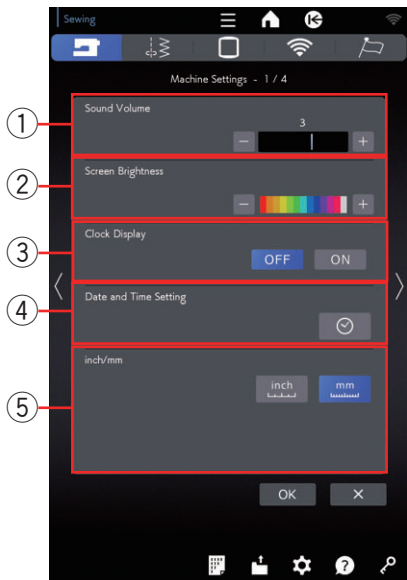 Sewing
Machine Settings - 1 / 4
① Sound Volume
3
− +
② Screen Brightness
− +
③ Clock Display
OFF ON
④ Date and Time Setting
⑤ inch/mm
inch mm
OK ×
?